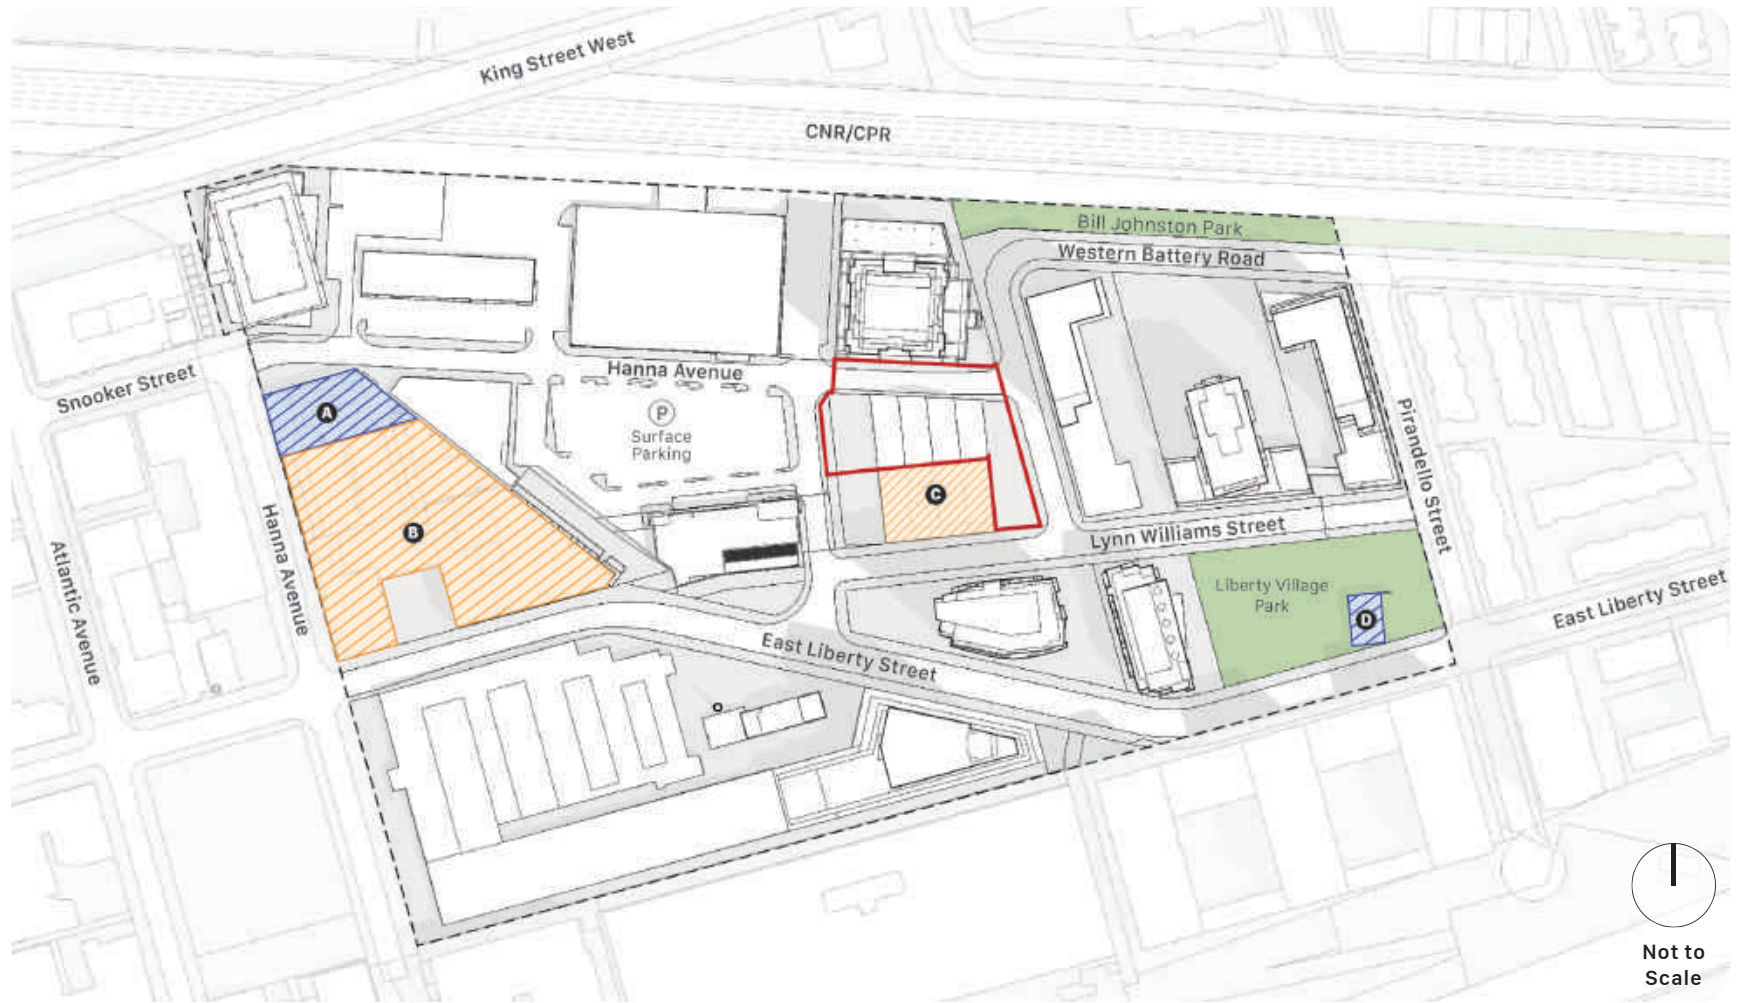 King Street West
CNR/CPR
Bill Johnston Park
Western Battery Road
Snooker Street
Hanna Avenue
A
P
Surface
Parking
Pirandello Street
C
B
Lynn Williams Street
Hanna Avenue
Atlantic Avenue
Liberty Village
Park
D
East Liberty Street
East Liberty Street
Not to
Scale